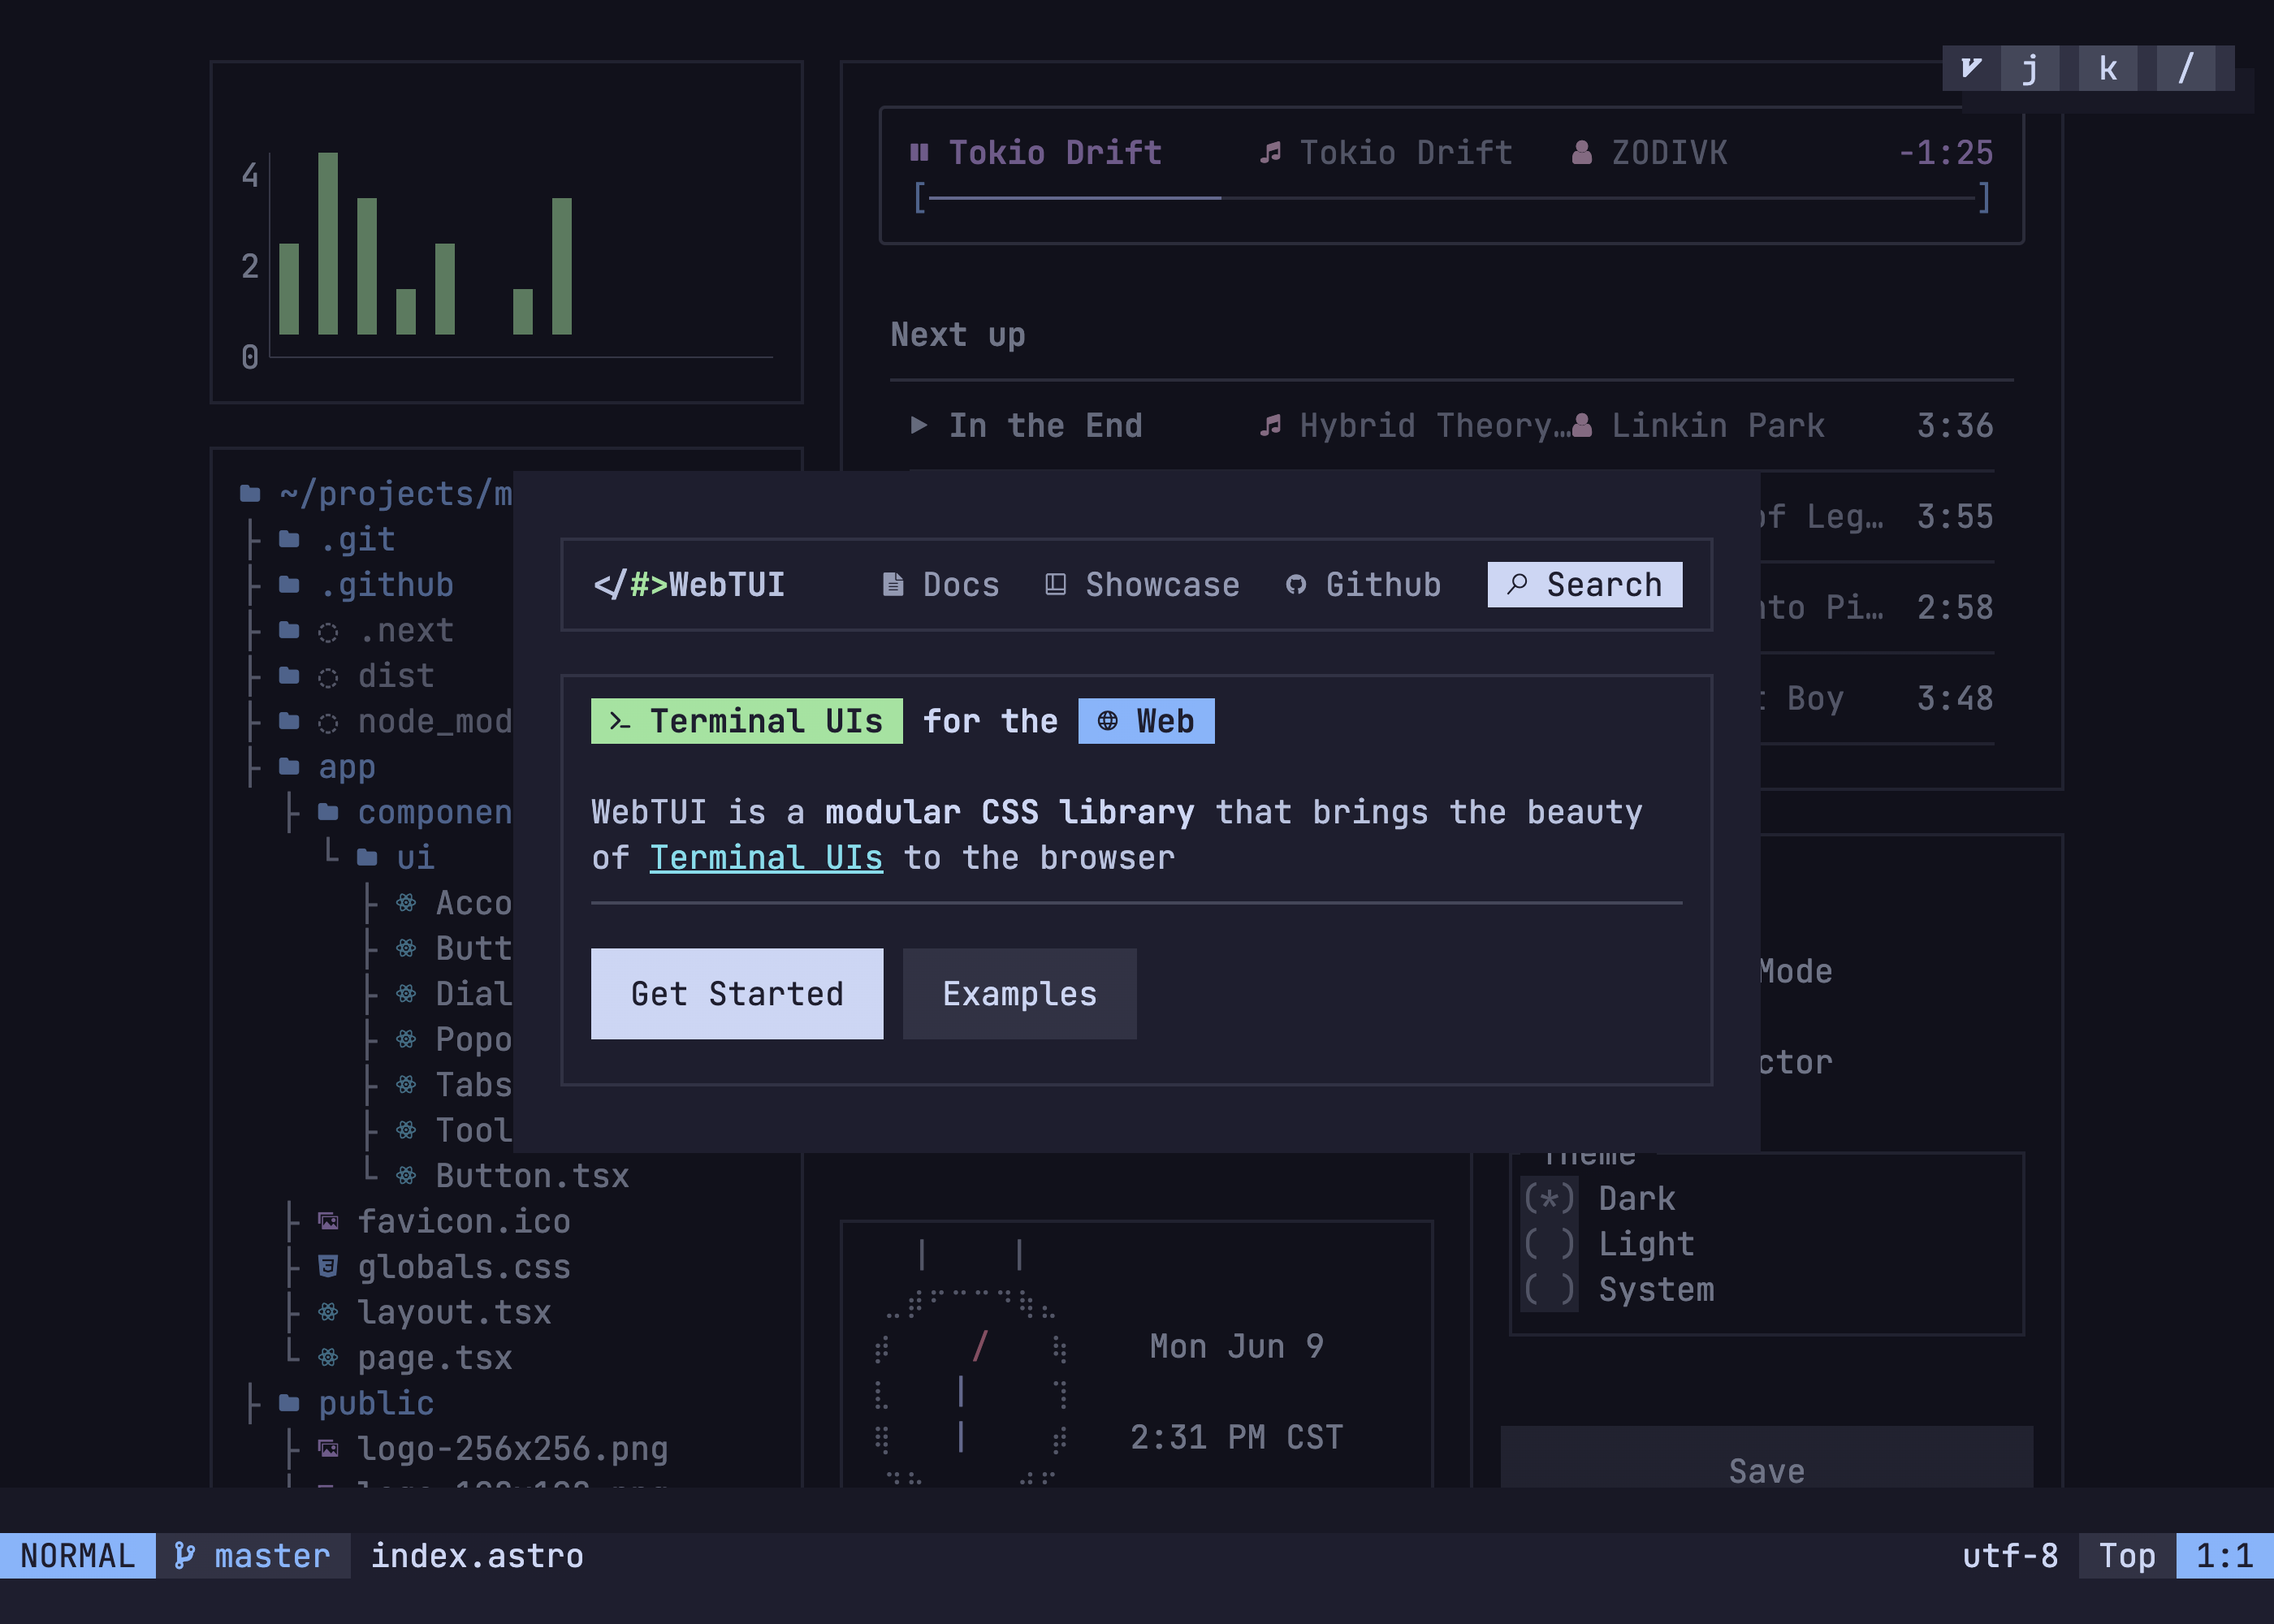 j k /
4
2
0
Tokio Drift Tokio Drift ZODIVK -1:25
[ ]
Next up
In the End Hybrid Theory… Linkin Park 3:36
of Leg… 3:55
Pi… 2:58
Boy 3:48
~/projects/m
.git
.github
.next
dist
node_mod
app
componen
ui
Acco
Butt
Dial
Popo
Tabs
Tool
Button.tsx
favicon.ico
globals.css
layout.tsx
page.tsx
public
logo-256x256.png
</#>WebTUI Docs Showcase Github Search
>_ Terminal UIs for the Web
WebTUI is a modular CSS library that brings the beauty
of Terminal UIs to the browser
Get Started Examples
Mode
ctor
Theme
(*) Dark
( ) Light
( ) System
Save
Mon Jun 9
2:31 PM CST
NORMAL master index.astro utf-8 Top 1:1